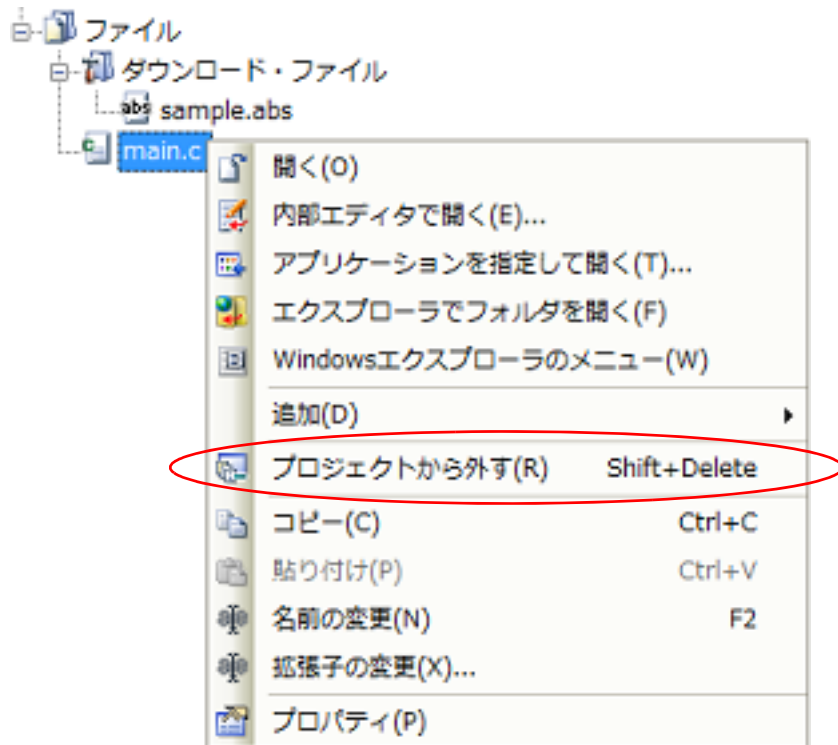 ファイル
ダウンロード・ファイル
sample.abs
main.c
開く(O)
内部エディタで開く(E)...
アプリケーションを指定して開く(T)...
エクスプローラでフォルダを開く(F)
Windowsエクスプローラのメニュー(W)
追加(D)
プロジェクトから外す(R) Shift+Delete
コピー(C) Ctrl+C
貼り付け(P) Ctrl+V
名前の変更(N) F2
拡張子の変更(X)...
プロパティ(P)